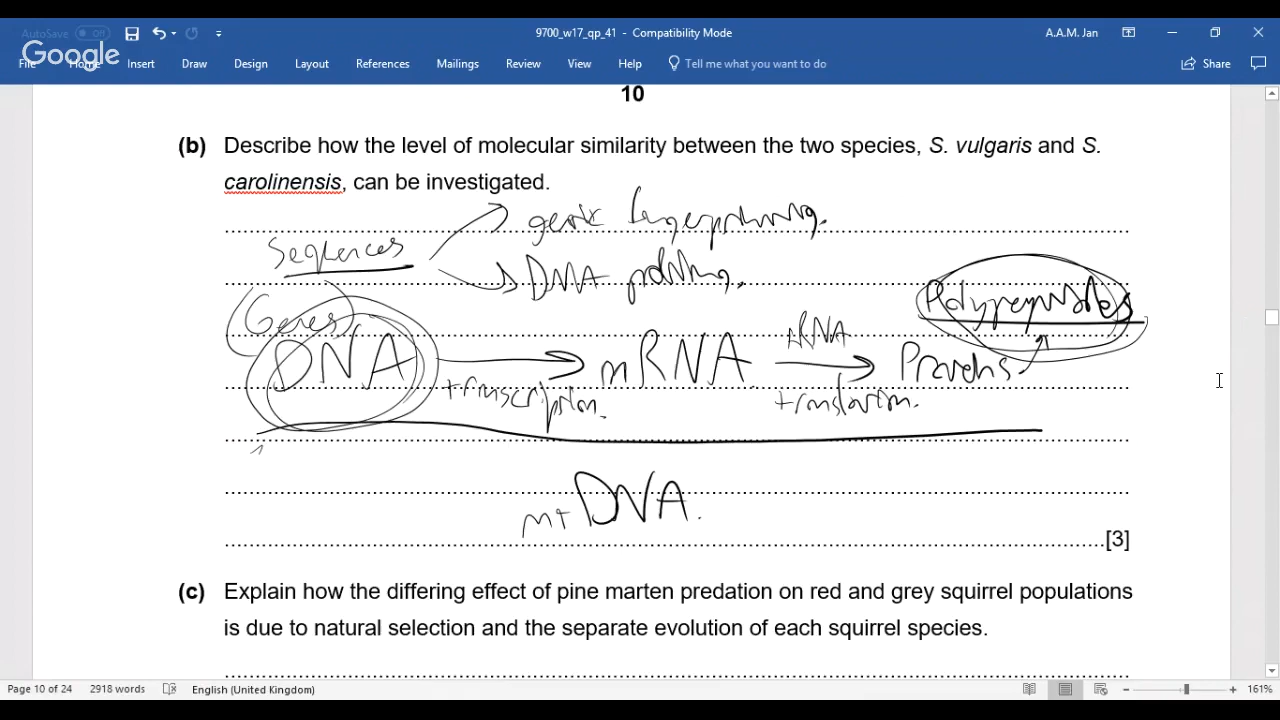 AutoSave Off
9700_w17_qp_41 - Compatibility Mode
A.A.M. Jan
Google
File Home Insert Draw Design Layout References Mailings Review View Help Tell me what you want to do Share
10
(b) Describe how the level of molecular similarity between the two species, S. vulgaris and S.
carolinensis, can be investigated.
genetic fingerprinting.
Sequences
DNA profiling.
Polypeptides
Genes
tRNA
DNA mRNA Proteins
transcription. translation.
mt DNA.
[3]
(c) Explain how the differing effect of pine marten predation on red and grey squirrel populations
is due to natural selection and the separate evolution of each squirrel species.
Page 10 of 24 2918 words English (United Kingdom) 161%